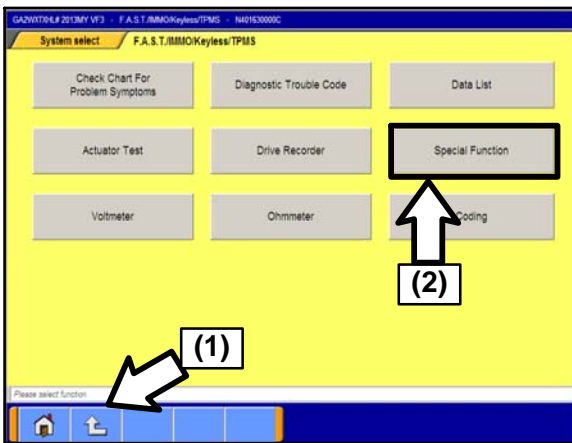 GA2WXTXHL# 2013MY VF3 - F.A.S.T./IMMO/Keyless/TPMS - N401630000C
System select F.A.S.T./IMMO/Keyless/TPMS
Check Chart For
Problem Symptoms
Diagnostic Trouble Code
Data List
Actuator Test
Drive Recorder
Special Function
Voltmeter
Ohmmeter
Coding
(2)
(1)
Please select function